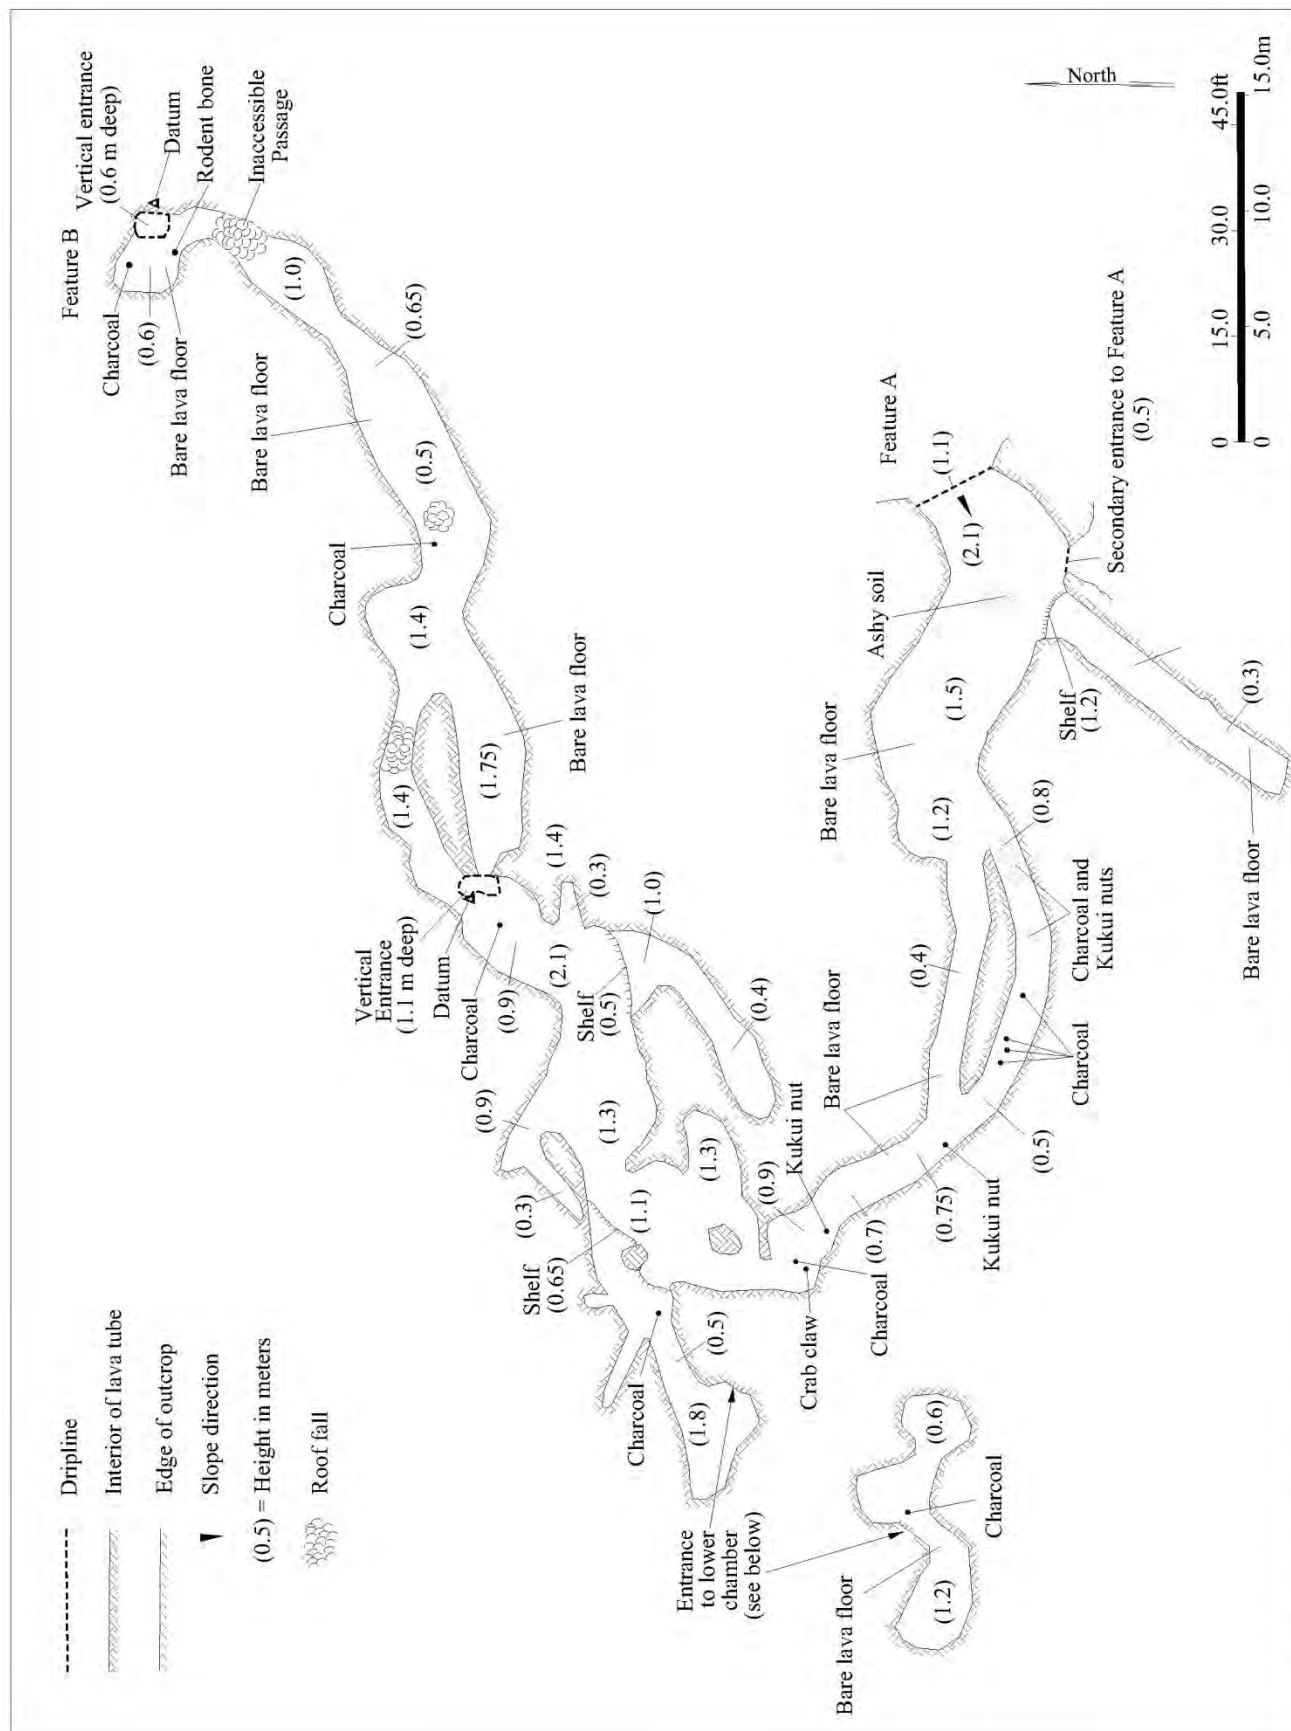 Dripline
Interior of lava tube
Edge of outcrop
Slope direction
(0.5) = Height in meters
Roof fall
Feature B
Vertical entrance
(0.6 m deep)
Datum
Rodent bone
Inaccessible
Passage
Charcoal
(0.6)
Bare lava floor
(1.0)
(0.65)
Bare lava floor
(0.5)
Charcoal
(1.4)
Bare lava floor
(1.75)
(1.4)
Vertical
Entrance
(1.1 m deep)
Datum
Charcoal
(0.9)
(2.1)
(1.4)
(0.3)
(1.0)
Shelf
(0.5)
(0.4)
(0.9)
(1.3)
(1.3)
(0.3)
(1.1)
Shelf
(0.65)
Charcoal
(0.5)
(1.8)
Entrance
to lower
chamber
(see below)
(0.9)
Kukui nut
Crab claw
Charcoal
(0.7)
(0.75)
Kukui nut
Bare lava floor
(0.5)
Charcoal
(0.4)
Charcoal and
Kukui nuts
(0.8)
(1.2)
Bare lava floor
(1.5)
Ashy soil
(2.1)
(1.1)
Feature A
Secondary entrance to Feature A
(0.5)
Shelf
(1.2)
(0.3)
Bare lava floor
Bare lava floor
(1.2)
Charcoal
(0.6)
North
0
15.0
30.0
45.0ft
0
5.0
10.0
15.0m